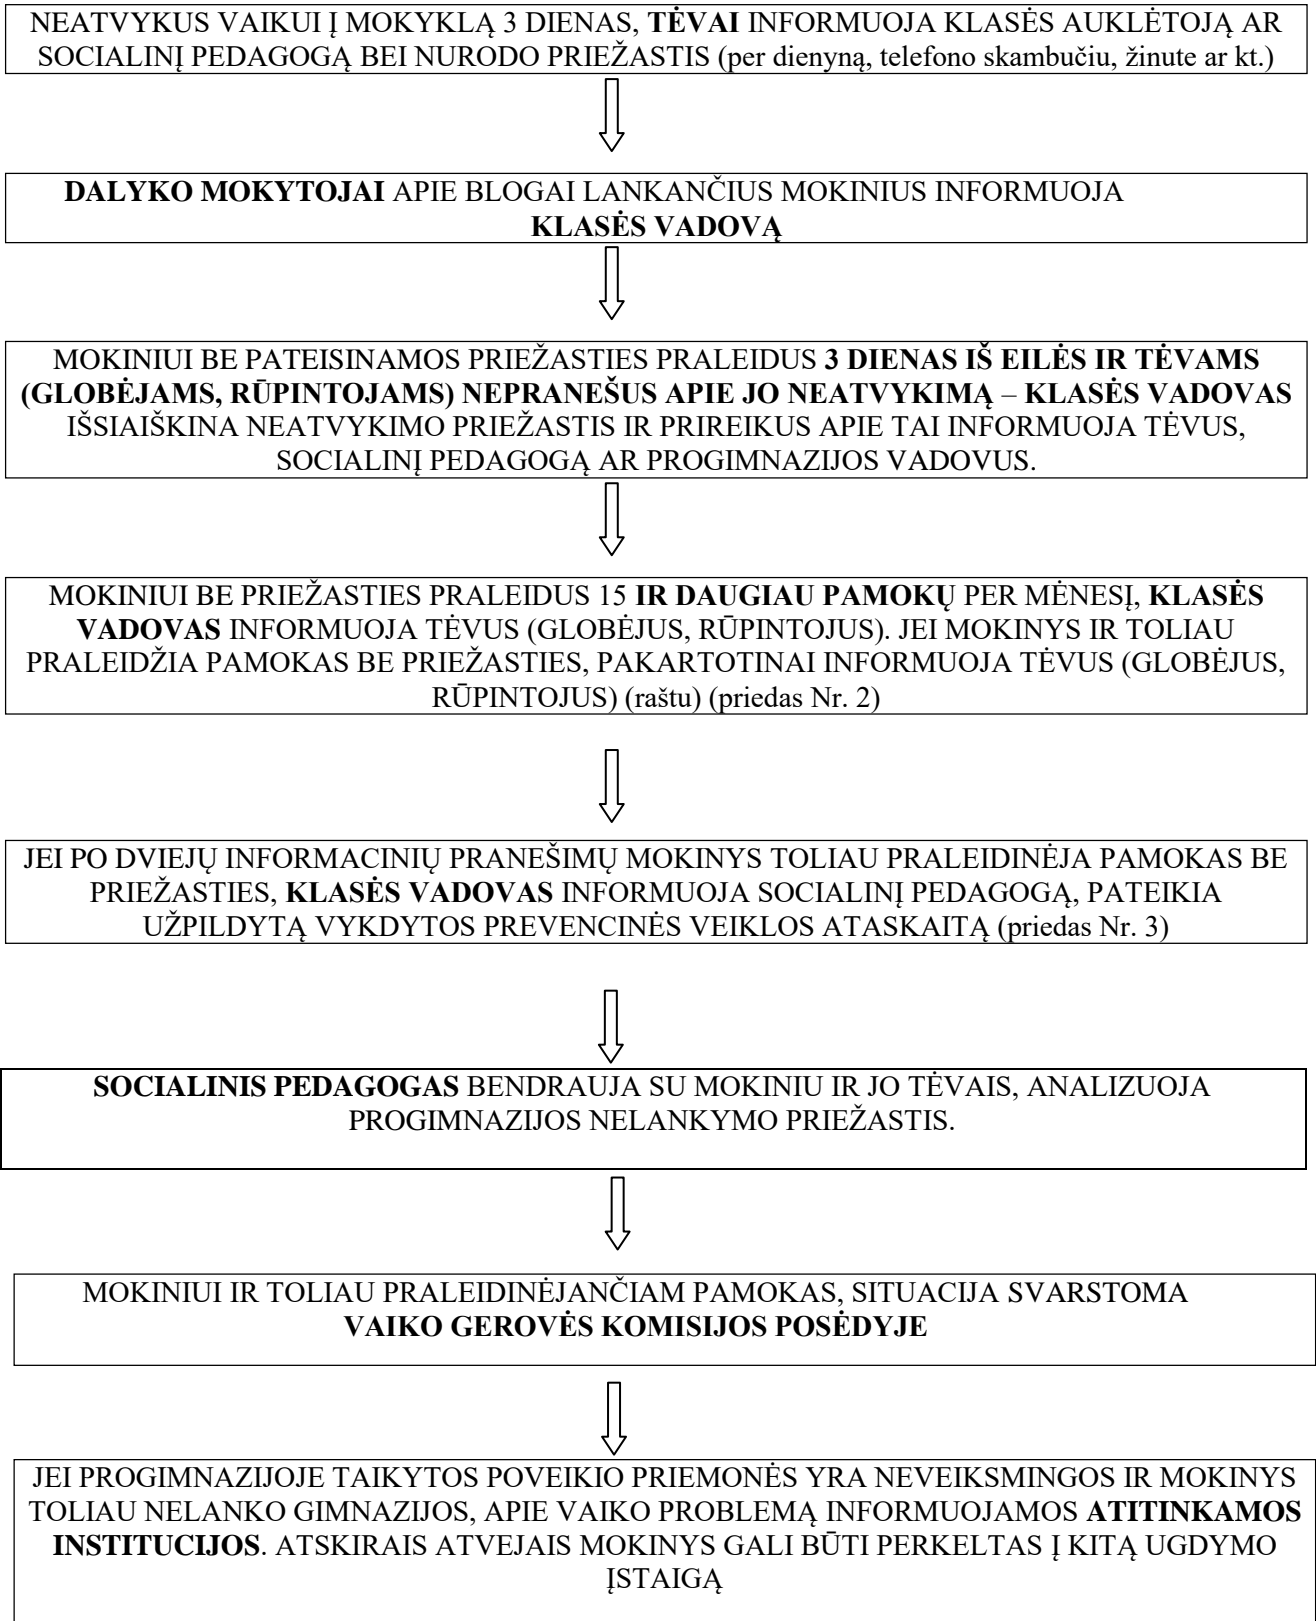 NEATVYKUS VAIKUI Į MOKYKLĄ 3 DIENAS, TĖVAI INFORMUOJA KLASĖS AUKLĖTOJĄ AR
SOCIALINĮ PEDAGOGĄ BEI NURODO PRIEŽASTIS (per dienyną, telefono skambučiu, žinute ar kt.)
DALYKO MOKYTOJAI APIE BLOGAI LANKANČIUS MOKINIUS INFORMUOJA
KLASĖS VADOVĄ
MOKINIUI BE PATEISINAMOS PRIEŽASTIES PRALEIDUS 3 DIENAS IŠ EILĖS IR TĖVAMS
(GLOBĖJAMS, RŪPINTOJAMS) NEPRANEŠUS APIE JO NEATVYKIMĄ – KLASĖS VADOVAS
IŠSIAIŠKINA NEATVYKIMO PRIEŽASTIS IR PRIREIKUS APIE TAI INFORMUOJA TĖVUS,
SOCIALINĮ PEDAGOGĄ AR PROGIMNAZIJOS VADOVUS.
MOKINIUI BE PRIEŽASTIES PRALEIDUS 15 IR DAUGIAU PAMOKŲ PER MĖNESĮ, KLASĖS
VADOVAS INFORMUOJA TĖVUS (GLOBĖJUS, RŪPINTOJUS). JEI MOKINYS IR TOLIAU
PRALEIDŽIA PAMOKAS BE PRIEŽASTIES, PAKARTOTINAI INFORMUOJA TĖVUS (GLOBĖJUS,
RŪPINTOJUS) (raštu) (priedas Nr. 2)
JEI PO DVIEJŲ INFORMACINIŲ PRANEŠIMŲ MOKINYS TOLIAU PRALEIDINĖJA PAMOKAS BE
PRIEŽASTIES, KLASĖS VADOVAS INFORMUOJA SOCIALINĮ PEDAGOGĄ, PATEIKIA
UŽPILDYTĄ VYKDYTOS PREVENCINĖS VEIKLOS ATASKAITĄ (priedas Nr. 3)
SOCIALINIS PEDAGOGAS BENDRAUJA SU MOKINIU IR JO TĖVAIS, ANALIZUOJA
PROGIMNAZIJOS NELANKYMO PRIEŽASTIS.
MOKINIUI IR TOLIAU PRALEIDINĖJANČIAM PAMOKAS, SITUACIJA SVARSTOMA
VAIKO GEROVĖS KOMISIJOS POSĖDYJE
JEI PROGIMNAZIJOJE TAIKYTOS POVEIKIO PRIEMONĖS YRA NEVEIKSMINGOS IR MOKINYS
TOLIAU NELANKO GIMNAZIJOS, APIE VAIKO PROBLEMĄ INFORMUOJAMOS ATITINKAMOS
INSTITUCIJOS. ATSKIRAIS ATVEJAIS MOKINYS GALI BŪTI PERKELTAS Į KITĄ UGDYMO
ĮSTAIGĄ